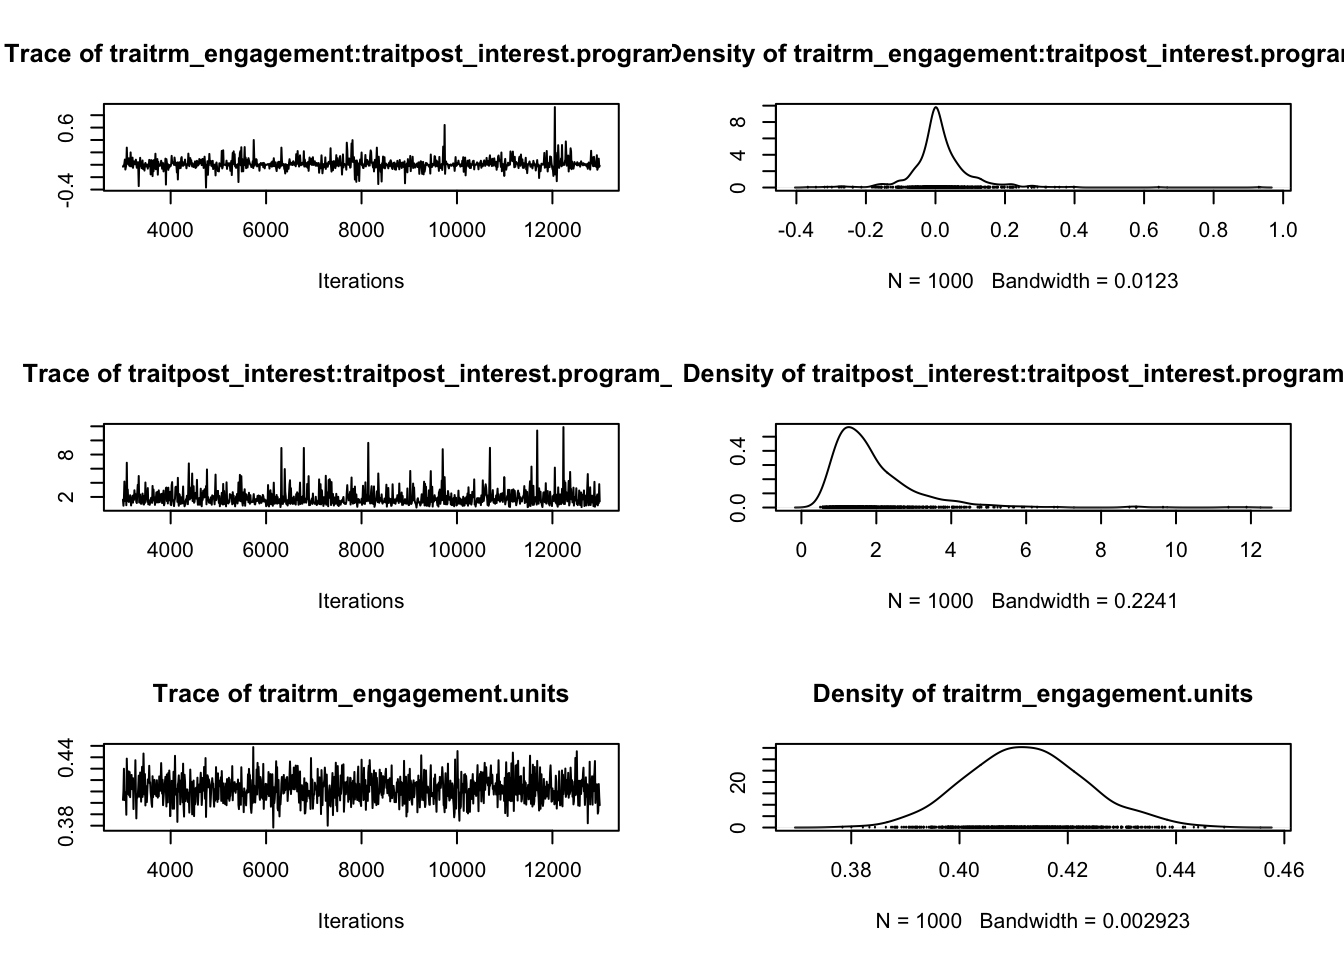 Trace of traitrm_engagement:traitpost_interest.program
Density of traitrm_engagement:traitpost_interest.progra
-0.4 0.6
4000 6000 8000 10000 12000
Iterations
0 4 8
-0.4 -0.2 0.0 0.2 0.4 0.6 0.8 1.0
N = 1000 Bandwidth = 0.0123
Trace of traitpost_interest:traitpost_interest.program_
Density of traitpost_interest:traitpost_interest.program
2 8
4000 6000 8000 10000 12000
Iterations
0.0 0.4
0 2 4 6 8 10 12
N = 1000 Bandwidth = 0.2241
Trace of traitrm_engagement.units
Density of traitrm_engagement.units
0.38 0.44
4000 6000 8000 10000 12000
Iterations
0 20
0.38 0.40 0.42 0.44 0.46
N = 1000 Bandwidth = 0.002923